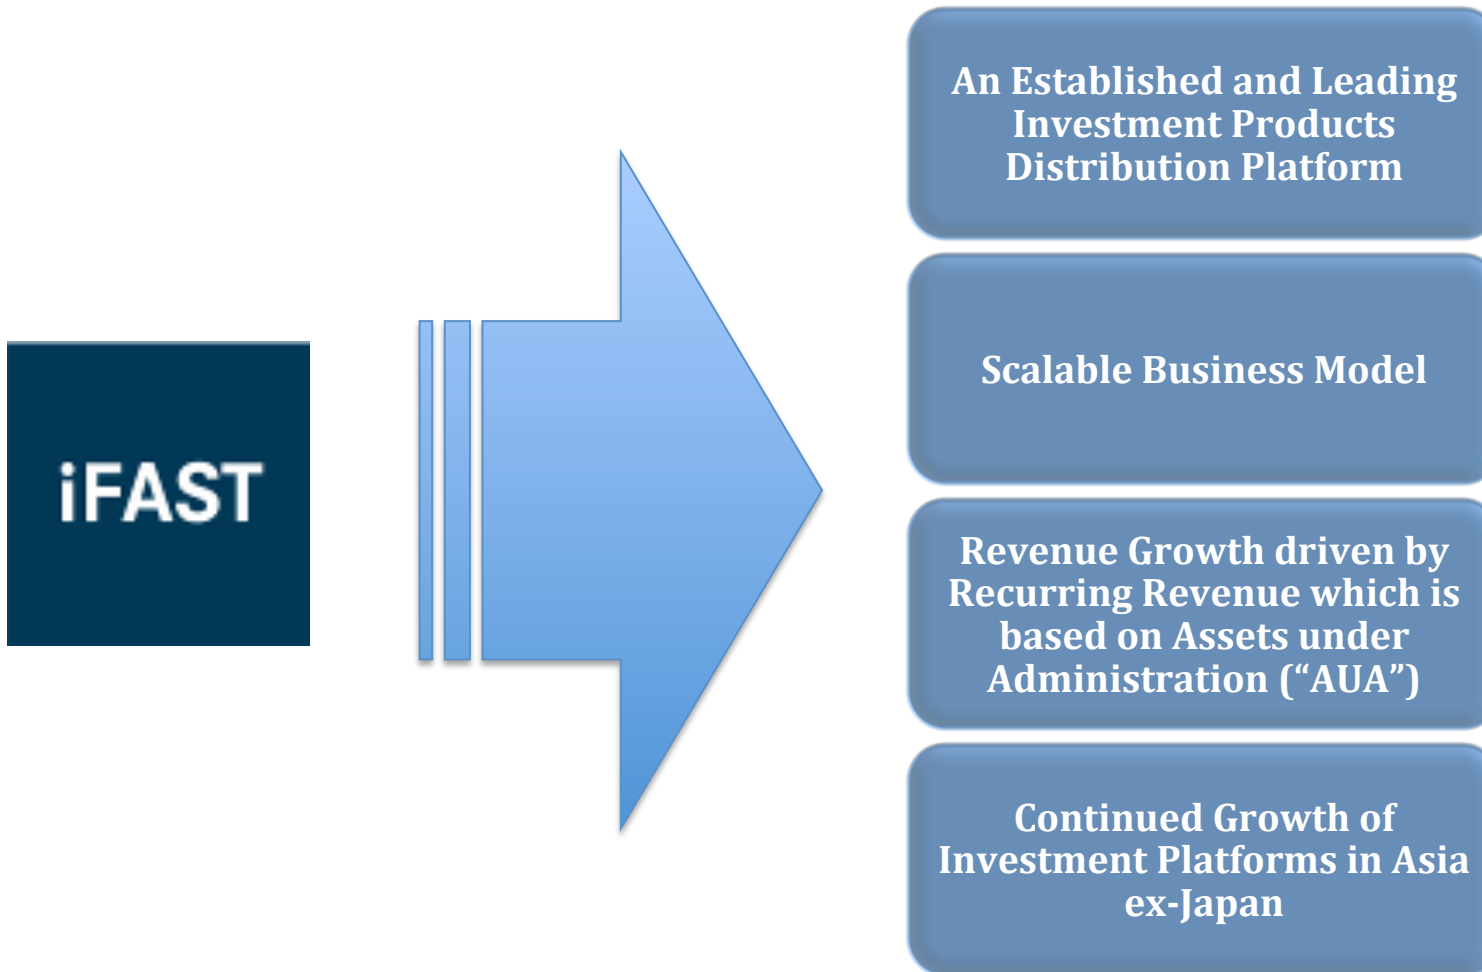 iFAST
An Established and Leading
Investment Products
Distribution Platform
Scalable Business Model
Revenue Growth driven by
Recurring Revenue which is
based on Assets under
Administration (“AUA”)
Continued Growth of
Investment Platforms in Asia
ex-Japan